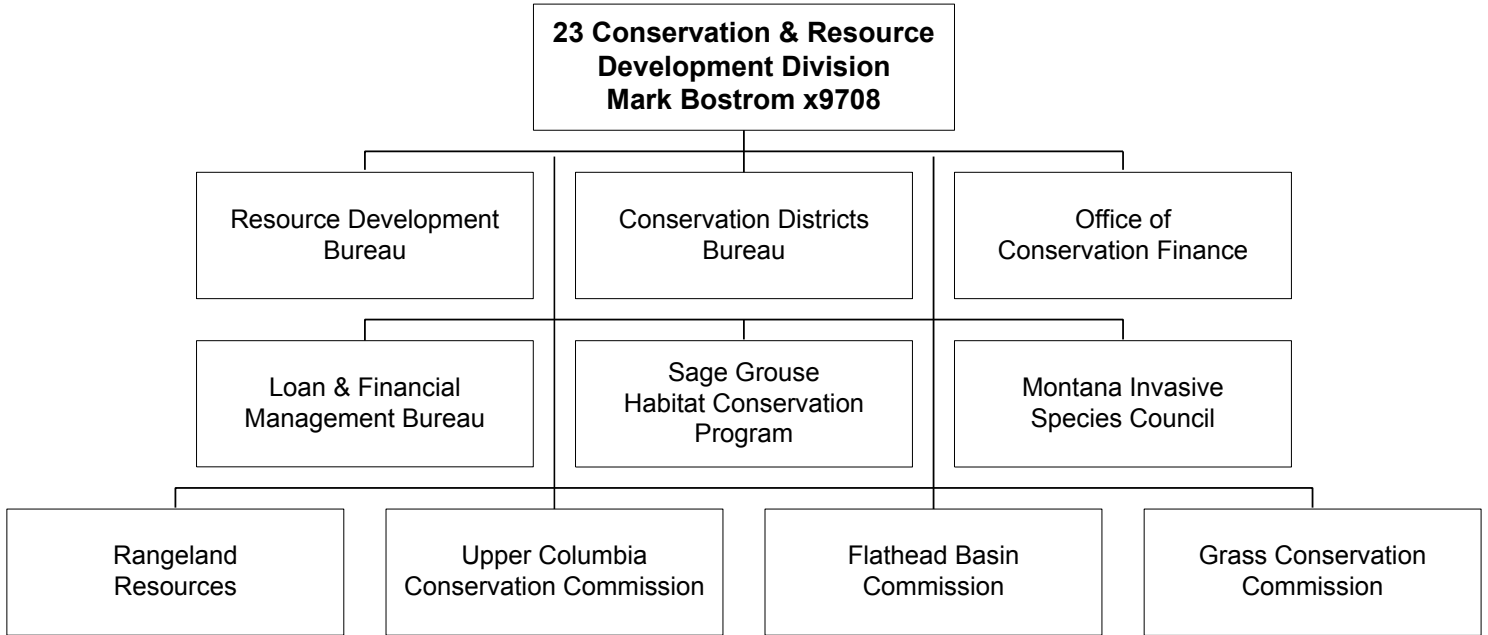 23 Conservation & Resource
Development Division
Mark Bostrom x9708
Resource Development
Bureau
Conservation Districts
Bureau
Office of
Conservation Finance
Loan & Financial
Management Bureau
Sage Grouse
Habitat Conservation
Program
Montana Invasive
Species Council
Rangeland
Resources
Upper Columbia
Conservation Commission
Flathead Basin
Commission
Grass Conservation
Commission